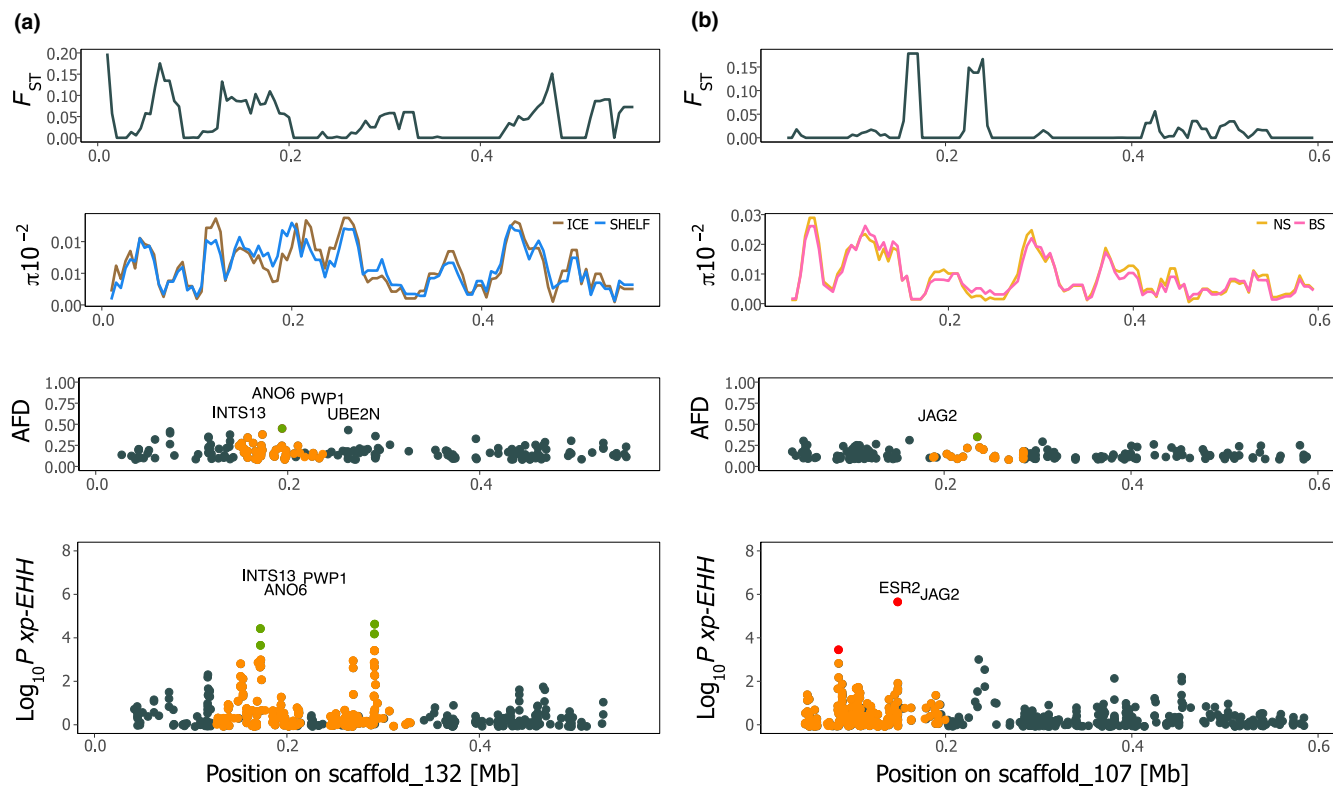 (a)
F_ST
0.20
0.15
0.10
0.05
0.00
0.0 0.2 0.4
π10⁻²
0.01
0.01
0.00
ICE SHELF
0.0 0.2 0.4
AFD
1.00
0.75
0.50
0.25
0.00
ANO6
PWP1
INTS13
UBE2N
0.0 0.2 0.4
Log₁₀P xp-EHH
8
6
4
2
0
INTS13 PWP1
ANO6
0.0 0.2 0.4
Position on scaffold_132 [Mb]
(b)
F_ST
0.15
0.10
0.05
0.00
0.2 0.4 0.6
π10⁻²
0.03
0.02
0.01
0.00
NS BS
0.2 0.4 0.6
AFD
1.00
0.75
0.50
0.25
0.00
JAG2
0.2 0.4 0.6
Log₁₀P xp-EHH
8
6
4
2
0
ESR2
JAG2
0.2 0.4 0.6
Position on scaffold_107 [Mb]